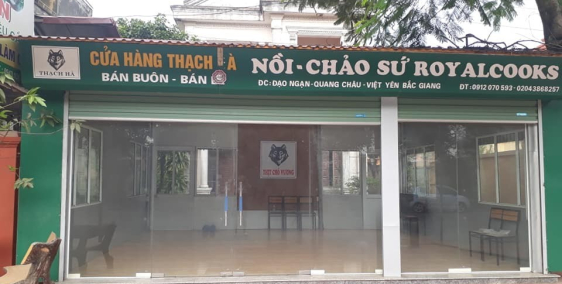 THẠCH HÀ
CỬA HÀNG THẠCH HÀ
BÁN BUÔN - BÁN
NỒI - CHẢO SỨ ROYALCOOKS
ĐC: ĐẠO NGẠN - QUANG CHÂU - VIỆT YÊN BẮC GIANG
ĐT: 0912 070 593 - 02043868257